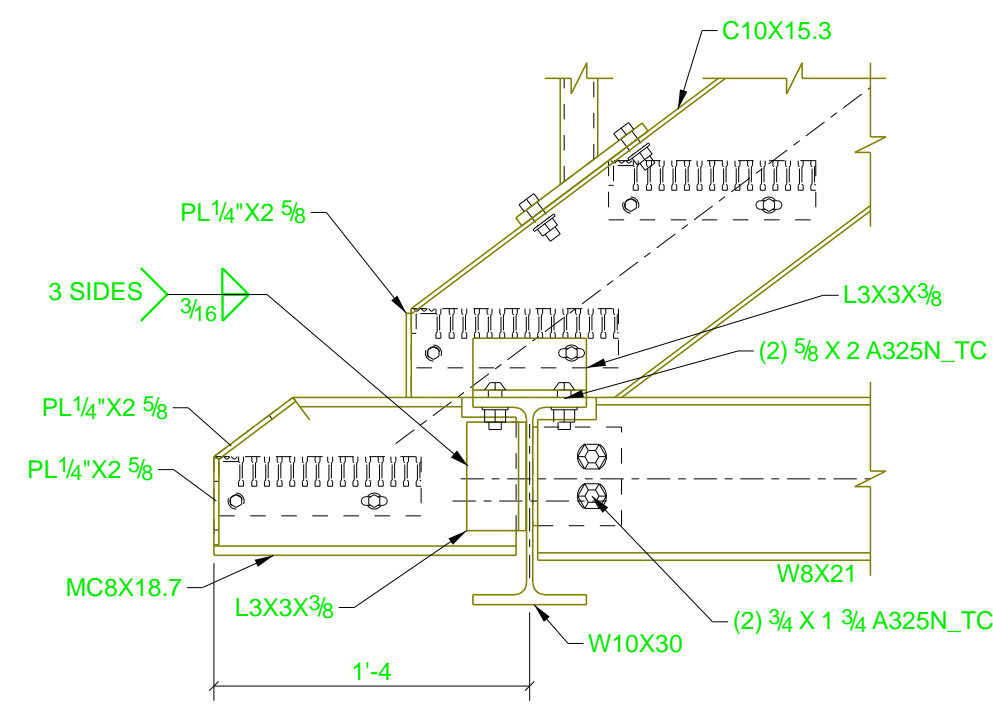 C10X15.3
PL1/4"X2 5/8
3 SIDES
3/16
L3X3X3/8
(2) 5/8 X 2 A325N_TC
PL1/4"X2 5/8
PL1/4"X2 5/8
MC8X18.7
L3X3X3/8
W8X21
(2) 3/4 X 1 3/4 A325N_TC
W10X30
1'-4